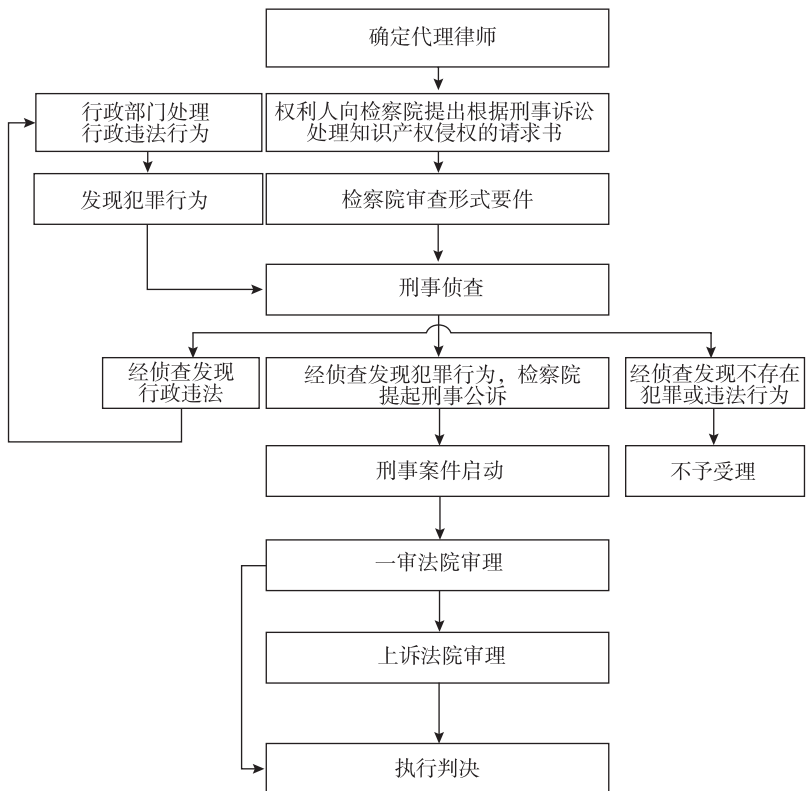 确定代理律师
行政部门处理
行政违法行为
权利人向检察院提出根据刑事诉讼
处理知识产权侵权的请求书
发现犯罪行为
检察院审查形式要件
刑事侦查
经侦查发现
行政违法
经侦查发现犯罪行为，检察院
提起刑事公诉
经侦查发现不存在
犯罪或违法行为
刑事案件启动
不予受理
一审法院审理
上诉法院审理
执行判决